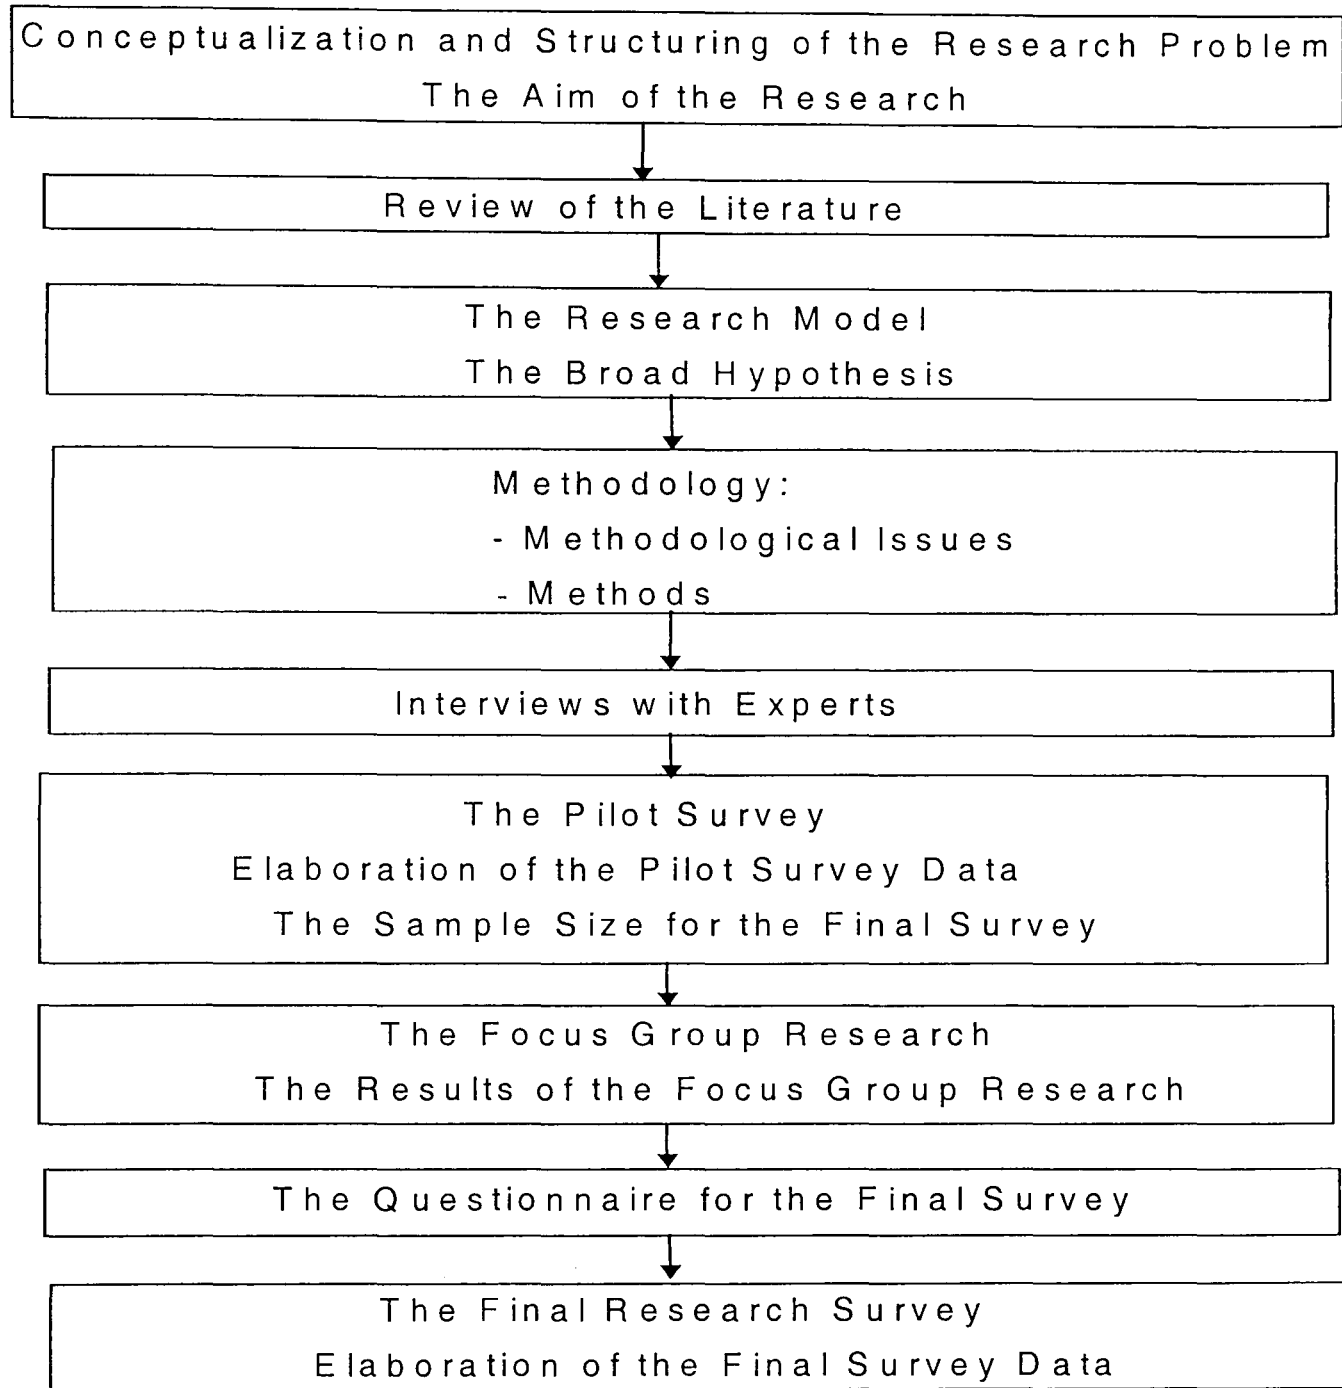 Conceptualization and Structuring of the Research Problem
The Aim of the Research
Review of the Literature
The Research Model
The Broad Hypothesis
Methodology:
- Methodological Issues
- Methods
Interviews with Experts
The Pilot Survey
Elaboration of the Pilot Survey Data
The Sample Size for the Final Survey
The Focus Group Research
The Results of the Focus Group Research
The Questionnaire for the Final Survey
The Final Research Survey
Elaboration of the Final Survey Data